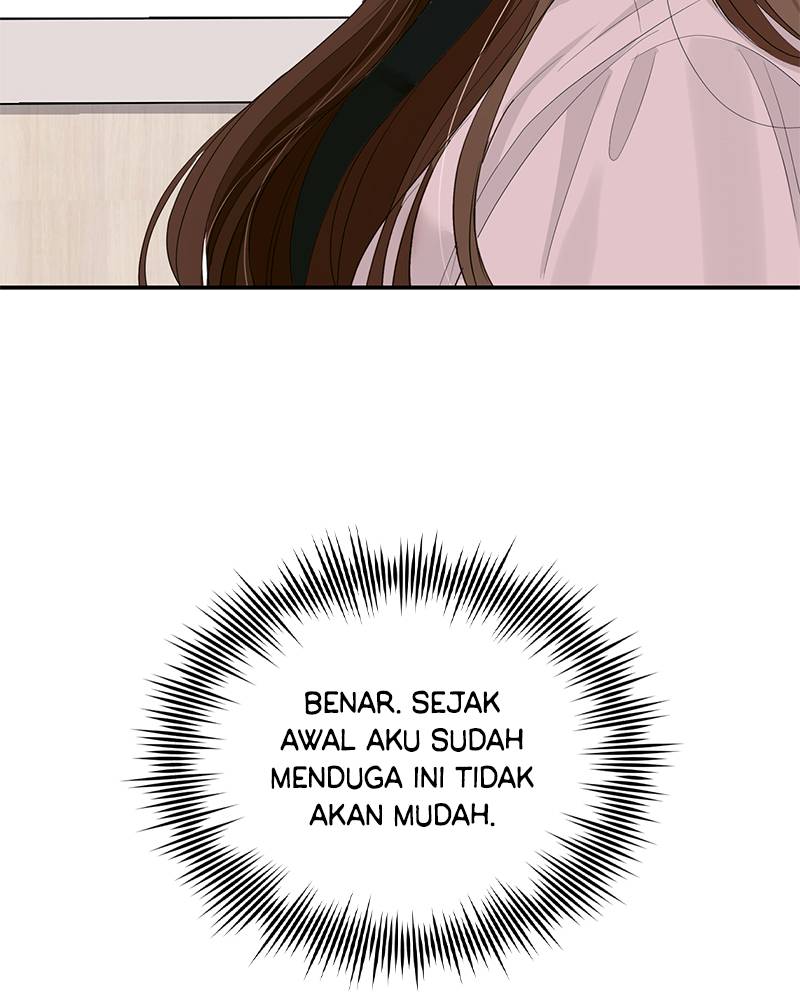 BENAR. SEJAK
AWAL AKU SUDAH
MENDUGA INI TIDAK
AKAN MUDAH.